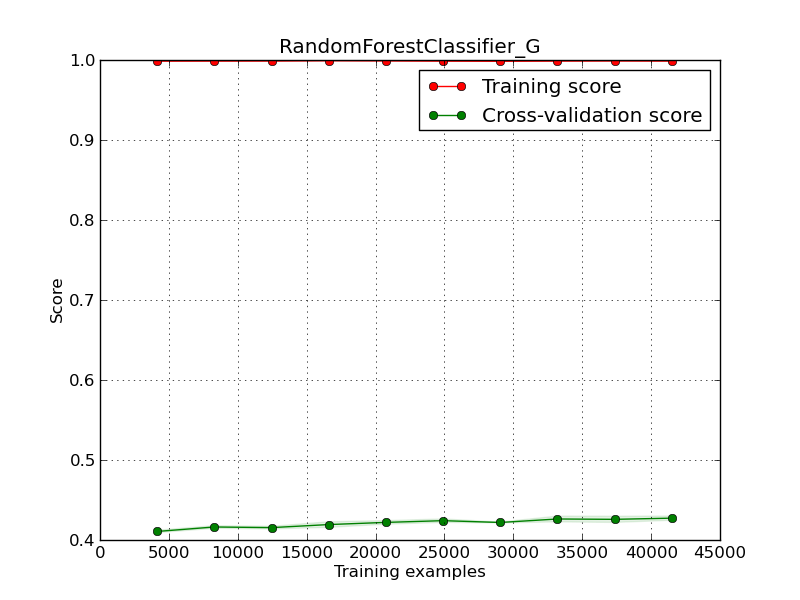 RandomForestClassifier_G
1.0
0.9
0.8
0.7
0.6
0.5
0.4
Score
Training score
Cross-validation score
0 5000 10000 15000 20000 25000 30000 35000 40000 45000
Training examples